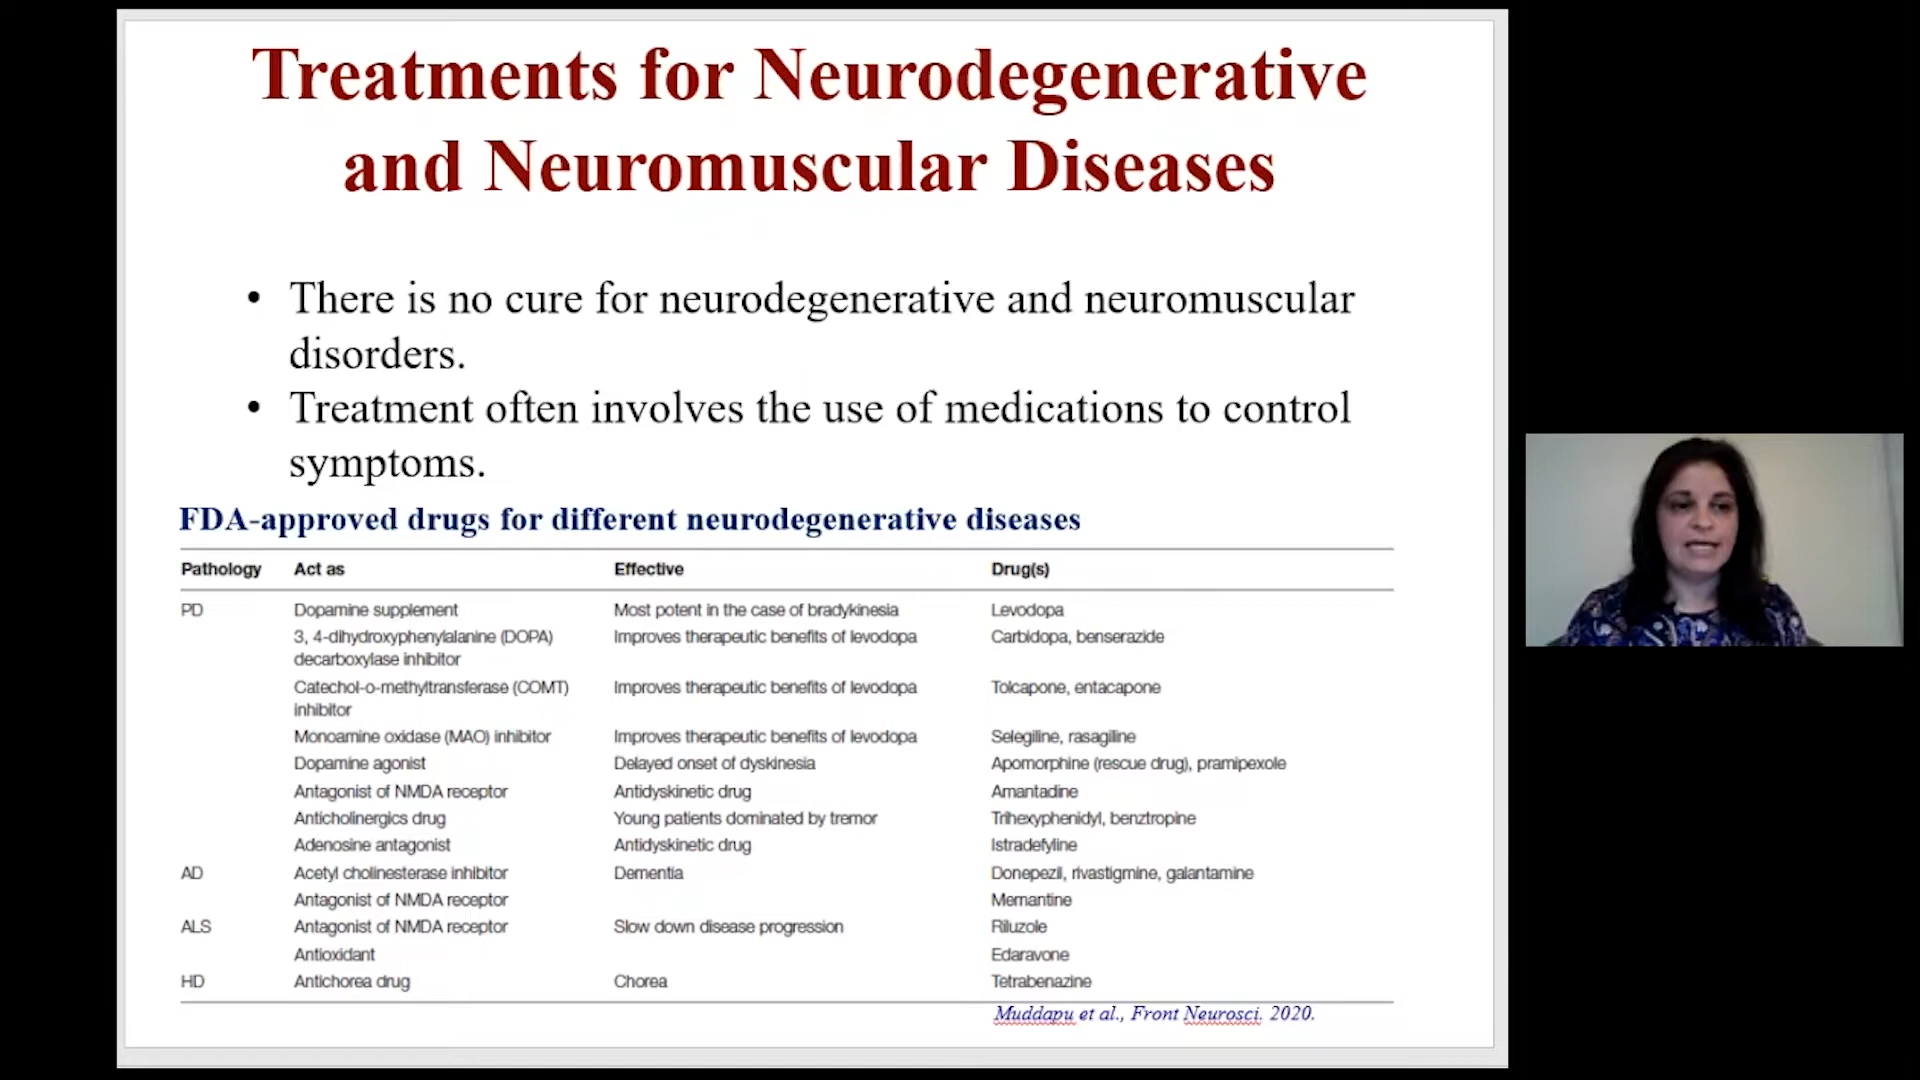 Treatments for Neurodegenerative
and Neuromuscular Diseases
• There is no cure for neurodegenerative and neuromuscular
disorders.
• Treatment often involves the use of medications to control
symptoms.
FDA-approved drugs for different neurodegenerative diseases
Pathology Act as Effective Drug(s)
PD Dopamine supplement Most potent in the case of bradykinesia Levodopa
3, 4-dihydroxyphenylalanine (DOPA) Improves therapeutic benefits of levodopa Carbidopa, benserazide
decarboxylase inhibitor
Catechol-o-methyltransferase (COMT) Improves therapeutic benefits of levodopa Tolcapone, entacapone
inhibitor
Monoamine oxidase (MAO) inhibitor Improves therapeutic benefits of levodopa Selegiline, rasagiline
Dopamine agonist Delayed onset of dyskinesia Apomorphine (rescue drug), pramipexole
Antagonist of NMDA receptor Antidyskinetic drug Amantadine
Anticholinergics drug Young patients dominated by tremor Trihexyphenidyl, benztropine
Adenosine antagonist Antidyskinetic drug Istradefyline
AD Acetyl cholinesterase inhibitor Dementia Donepezil, rivastigmine, galantamine
Antagonist of NMDA receptor Memantine
ALS Antagonist of NMDA receptor Slow down disease progression Riluzole
Antioxidant Edaravone
HD Antichorea drug Chorea Tetrabenazine
Muddapu et al., Front Neurosci. 2020.